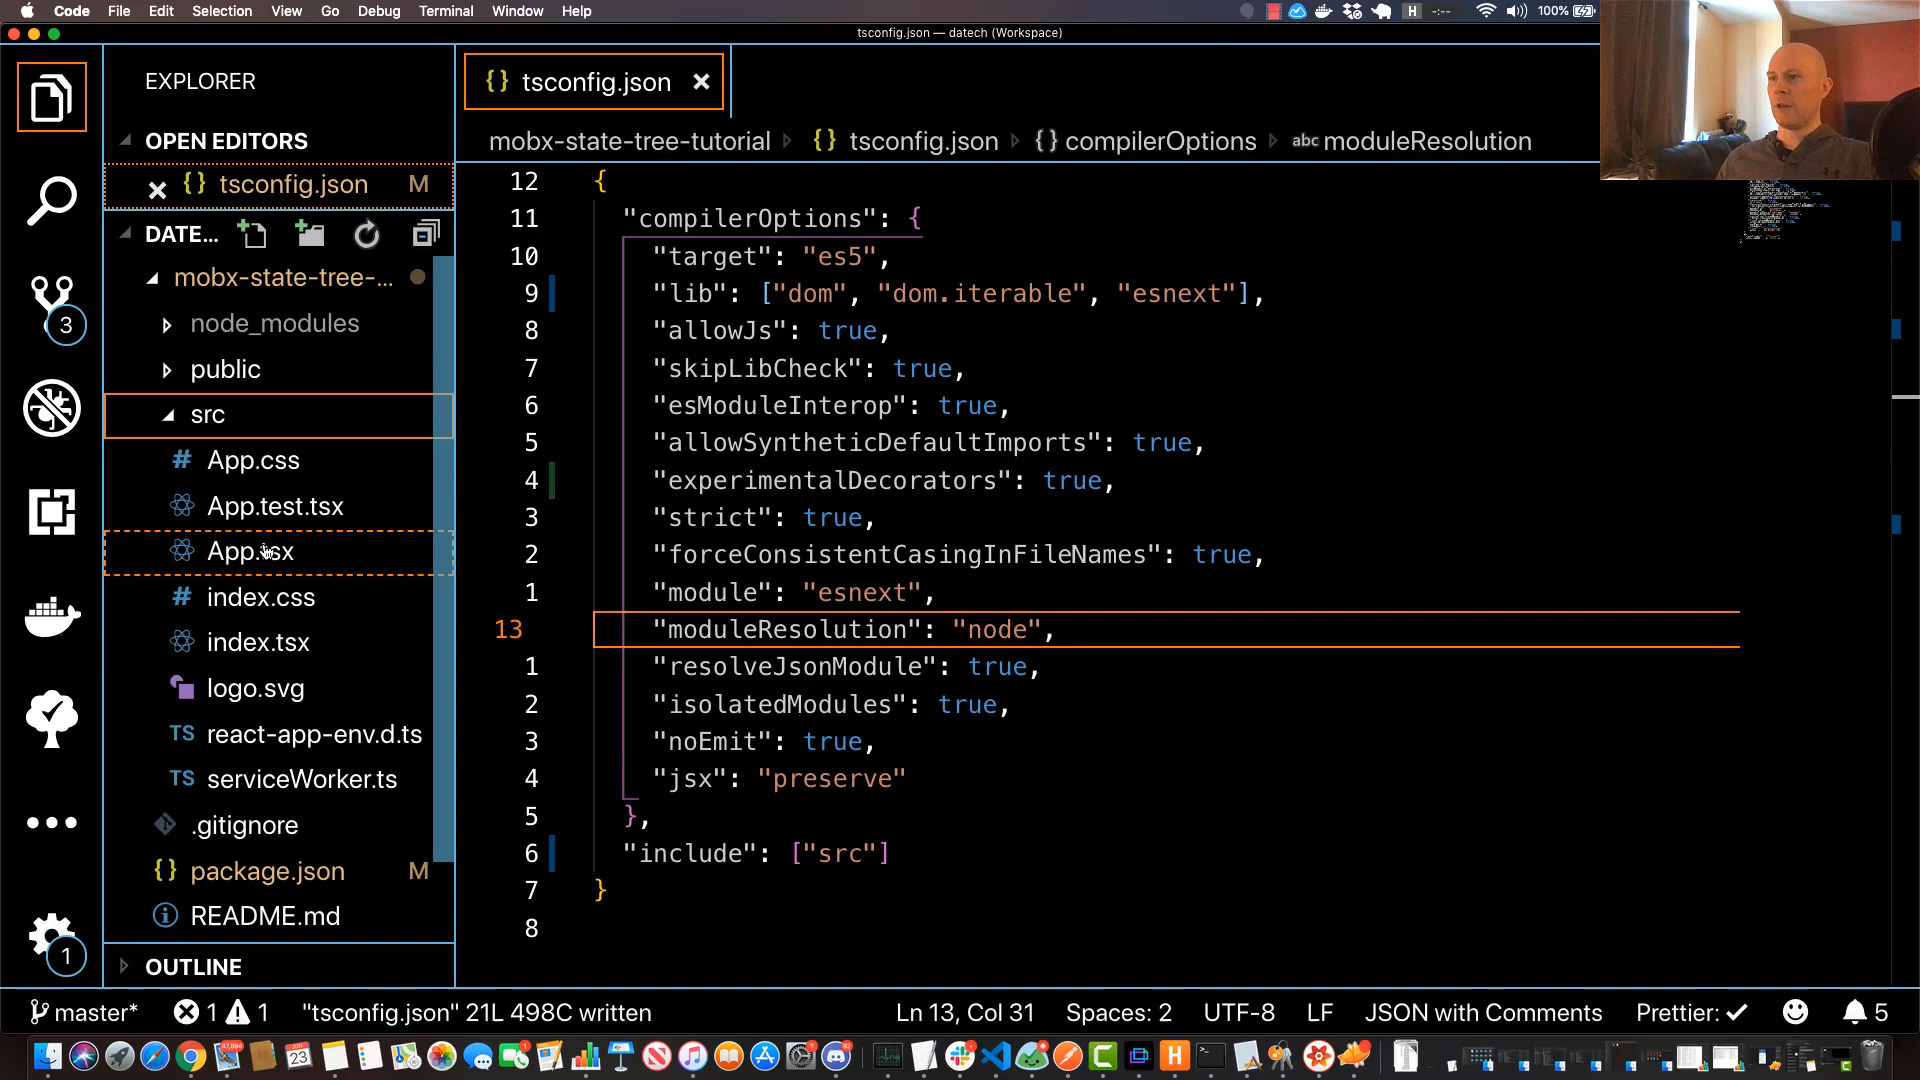 Code File Edit Selection View Go Debug Terminal Window Help
H -:-- 100%
tsconfig.json — datech (Workspace)
EXPLORER
OPEN EDITORS
tsconfig.json M
DATE...
mobx-state-tree-...
node_modules
public
src
# App.css
App.test.tsx
App.tsx
# index.css
index.tsx
logo.svg
TS react-app-env.d.ts
TS serviceWorker.ts
.gitignore
{} package.json M
README.md
OUTLINE
3
1
{} tsconfig.json
mobx-state-tree-tutorial {} tsconfig.json {} compilerOptions abc moduleResolution
12 {
11 "compilerOptions": {
10 "target": "es5",
9 "lib": ["dom", "dom.iterable", "esnext"],
8 "allowJs": true,
7 "skipLibCheck": true,
6 "esModuleInterop": true,
5 "allowSyntheticDefaultImports": true,
4 "experimentalDecorators": true,
3 "strict": true,
2 "forceConsistentCasingInFileNames": true,
1 "module": "esnext",
13 "moduleResolution": "node",
1 "resolveJsonModule": true,
2 "isolatedModules": true,
3 "noEmit": true,
4 "jsx": "preserve"
5 },
6 "include": ["src"]
7 }
8
master* 1 1 "tsconfig.json" 21L 498C written Ln 13, Col 31 Spaces: 2 UTF-8 LF JSON with Comments Prettier: 5